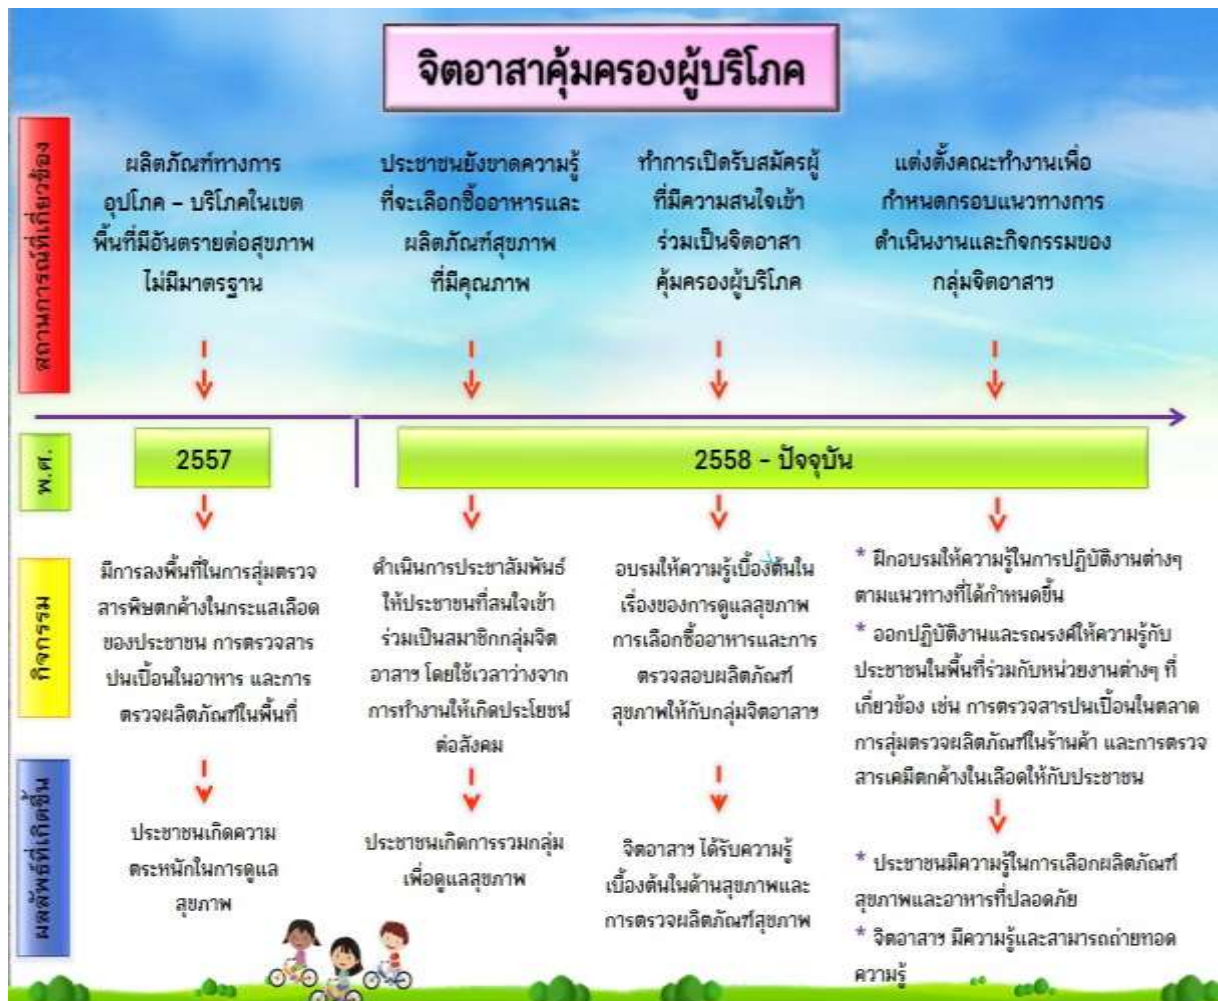 จิตอาสาคุ้มครองผู้บริโภค
สถานการณ์ที่เกี่ยวข้อง
ผลิตภัณฑ์ทางการ
อุปโภค – บริโภคในเขต
พื้นที่มีอันตรายต่อสุขภาพ
ไม่มีมาตรฐาน
ประชาชนยังขาดความรู้
ที่จะเลือกซื้ออาหารและ
ผลิตภัณฑ์สุขภาพ
ที่มีคุณภาพ
ทำการเปิดรับสมัครผู้
ที่มีความสนใจเข้า
ร่วมเป็นจิตอาสา
คุ้มครองผู้บริโภค
แต่งตั้งคณะทำงานเพื่อ
กำหนดกรอบแนวทางการ
ดำเนินงานและกิจกรรมของ
กลุ่มจิตอาสาฯ
พ.ศ.
2557
2558 - ปัจจุบัน
กิจกรรม
มีการลงพื้นที่ในการสุ่มตรวจ
สารพิษตกค้างในกระแสเลือด
ของประชาชน การตรวจสาร
ปนเปื้อนในอาหาร และการ
ตรวจผลิตภัณฑ์ในพื้นที่
ดำเนินการประชาสัมพันธ์
ให้ประชาชนที่สนใจเข้า
ร่วมเป็นสมาชิกกลุ่มจิต
อาสาฯ โดยใช้เวลาว่างจาก
การทำงานให้เกิดประโยชน์
ต่อสังคม
อบรมให้ความรู้เบื้องต้นใน
เรื่องของการดูแลสุขภาพ
การเลือกซื้ออาหารและการ
ตรวจสอบผลิตภัณฑ์
สุขภาพให้กับกลุ่มจิตอาสาฯ
* ฝึกอบรมให้ความรู้ในการปฏิบัติงานต่างๆ
ตามแนวทางที่ได้กำหนดขึ้น
* ออกปฏิบัติงานและรณรงค์ให้ความรู้กับ
ประชาชนในพื้นที่ร่วมกับหน่วยงานต่างๆ ที่
เกี่ยวข้อง เช่น การตรวจสารปนเปื้อนในตลาด
การสุ่มตรวจผลิตภัณฑ์ในร้านค้า และการตรวจ
สารเคมีตกค้างในเลือดให้กับประชาชน
ผลลัพธ์ที่เกิดขึ้น
ประชาชนเกิดความ
ตระหนักในการดูแล
สุขภาพ
ประชาชนเกิดการรวมกลุ่ม
เพื่อดูแลสุขภาพ
จิตอาสาฯ ได้รับความรู้
เบื้องต้นในด้านสุขภาพและ
การตรวจผลิตภัณฑ์สุขภาพ
* ประชาชนมีความรู้ในการเลือกผลิตภัณฑ์
สุขภาพและอาหารที่ปลอดภัย
* จิตอาสาฯ มีความรู้และสามารถถ่ายทอด
ความรู้